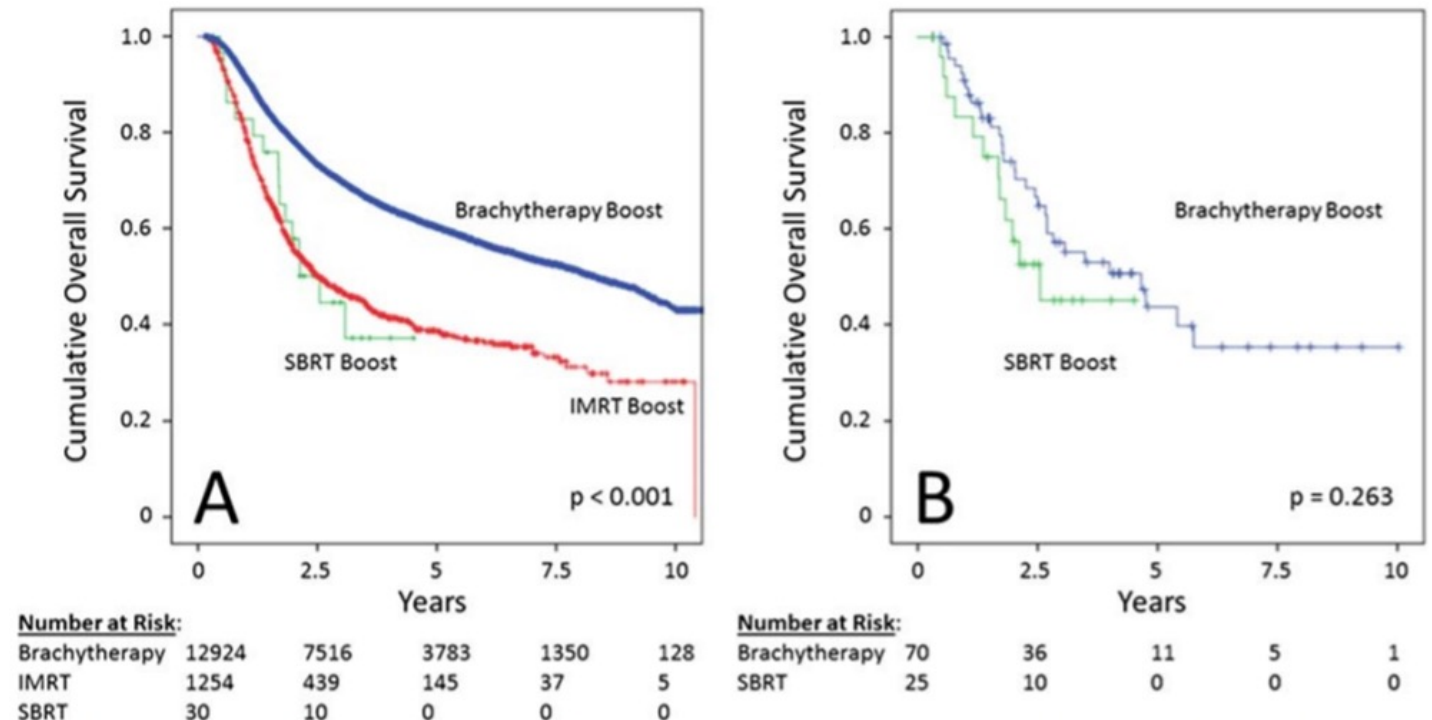 Cumulative Overall Survival
1.0
0.8
0.6
0.4
0.2
0
Brachytherapy Boost
SBRT Boost
IMRT Boost
A
p < 0.001
0 2.5 5 7.5 10
Years
Number at Risk:
Brachytherapy 12924 7516 3783 1350 128
IMRT 1254 439 145 37 5
SBRT 30 10 0 0 0
Cumulative Overall Survival
1.0
0.8
0.6
0.4
0.2
0
Brachytherapy Boost
SBRT Boost
B
p = 0.263
0 2.5 5 7.5 10
Years
Number at Risk:
Brachytherapy 70 36 11 5 1
SBRT 25 10 0 0 0